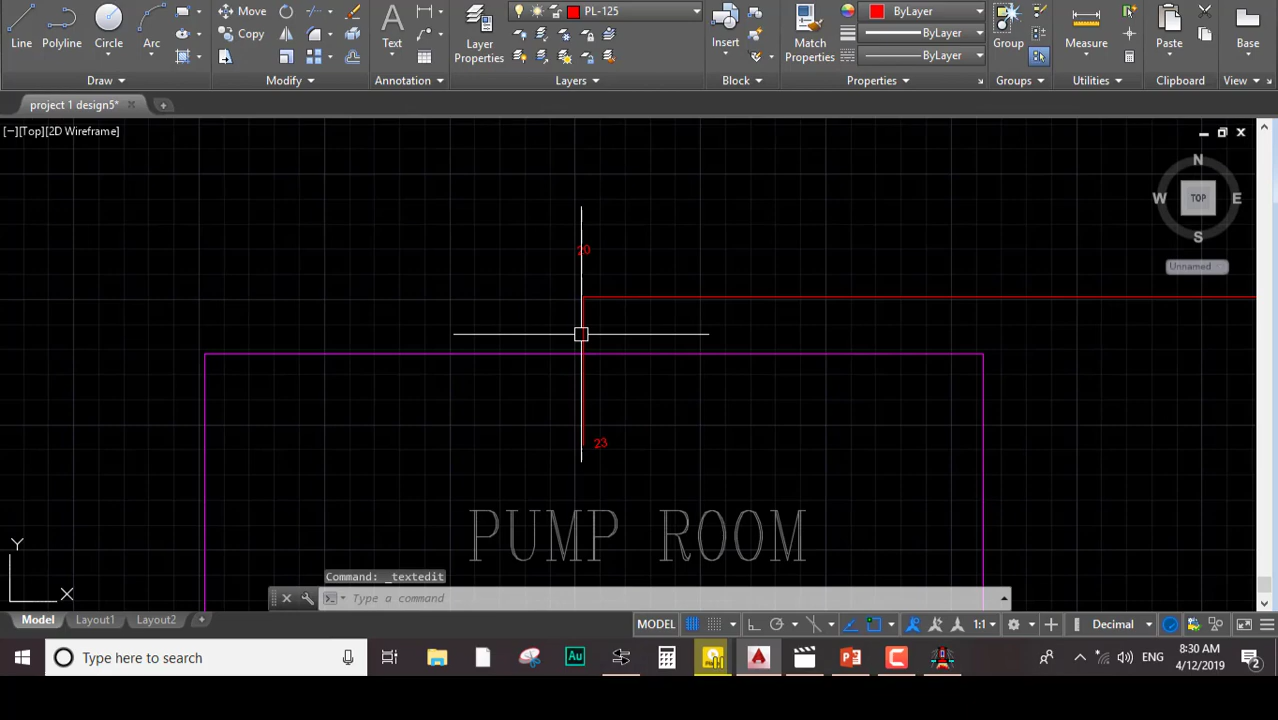 PL-125
ByLayer
Move
Copy
Line
Polyline
Circle
Arc
Text
Layer
Properties
Insert
Match
Properties
ByLayer
ByLayer
Group
Measure
Paste
Base
Draw
Modify
Annotation
Layers
Block
Properties
Groups
Utilities
Clipboard
View
project 1 design5*
[−][Top][2D Wireframe]
N
W
TOP
E
S
Unnamed
20
23
PUMP ROOM
Y
X
Command: _textedit
Type a command
Model
Layout1
Layout2
MODEL
1:1
Decimal
Type here to search
Au
ENG
8:30 AM
4/12/2019
2